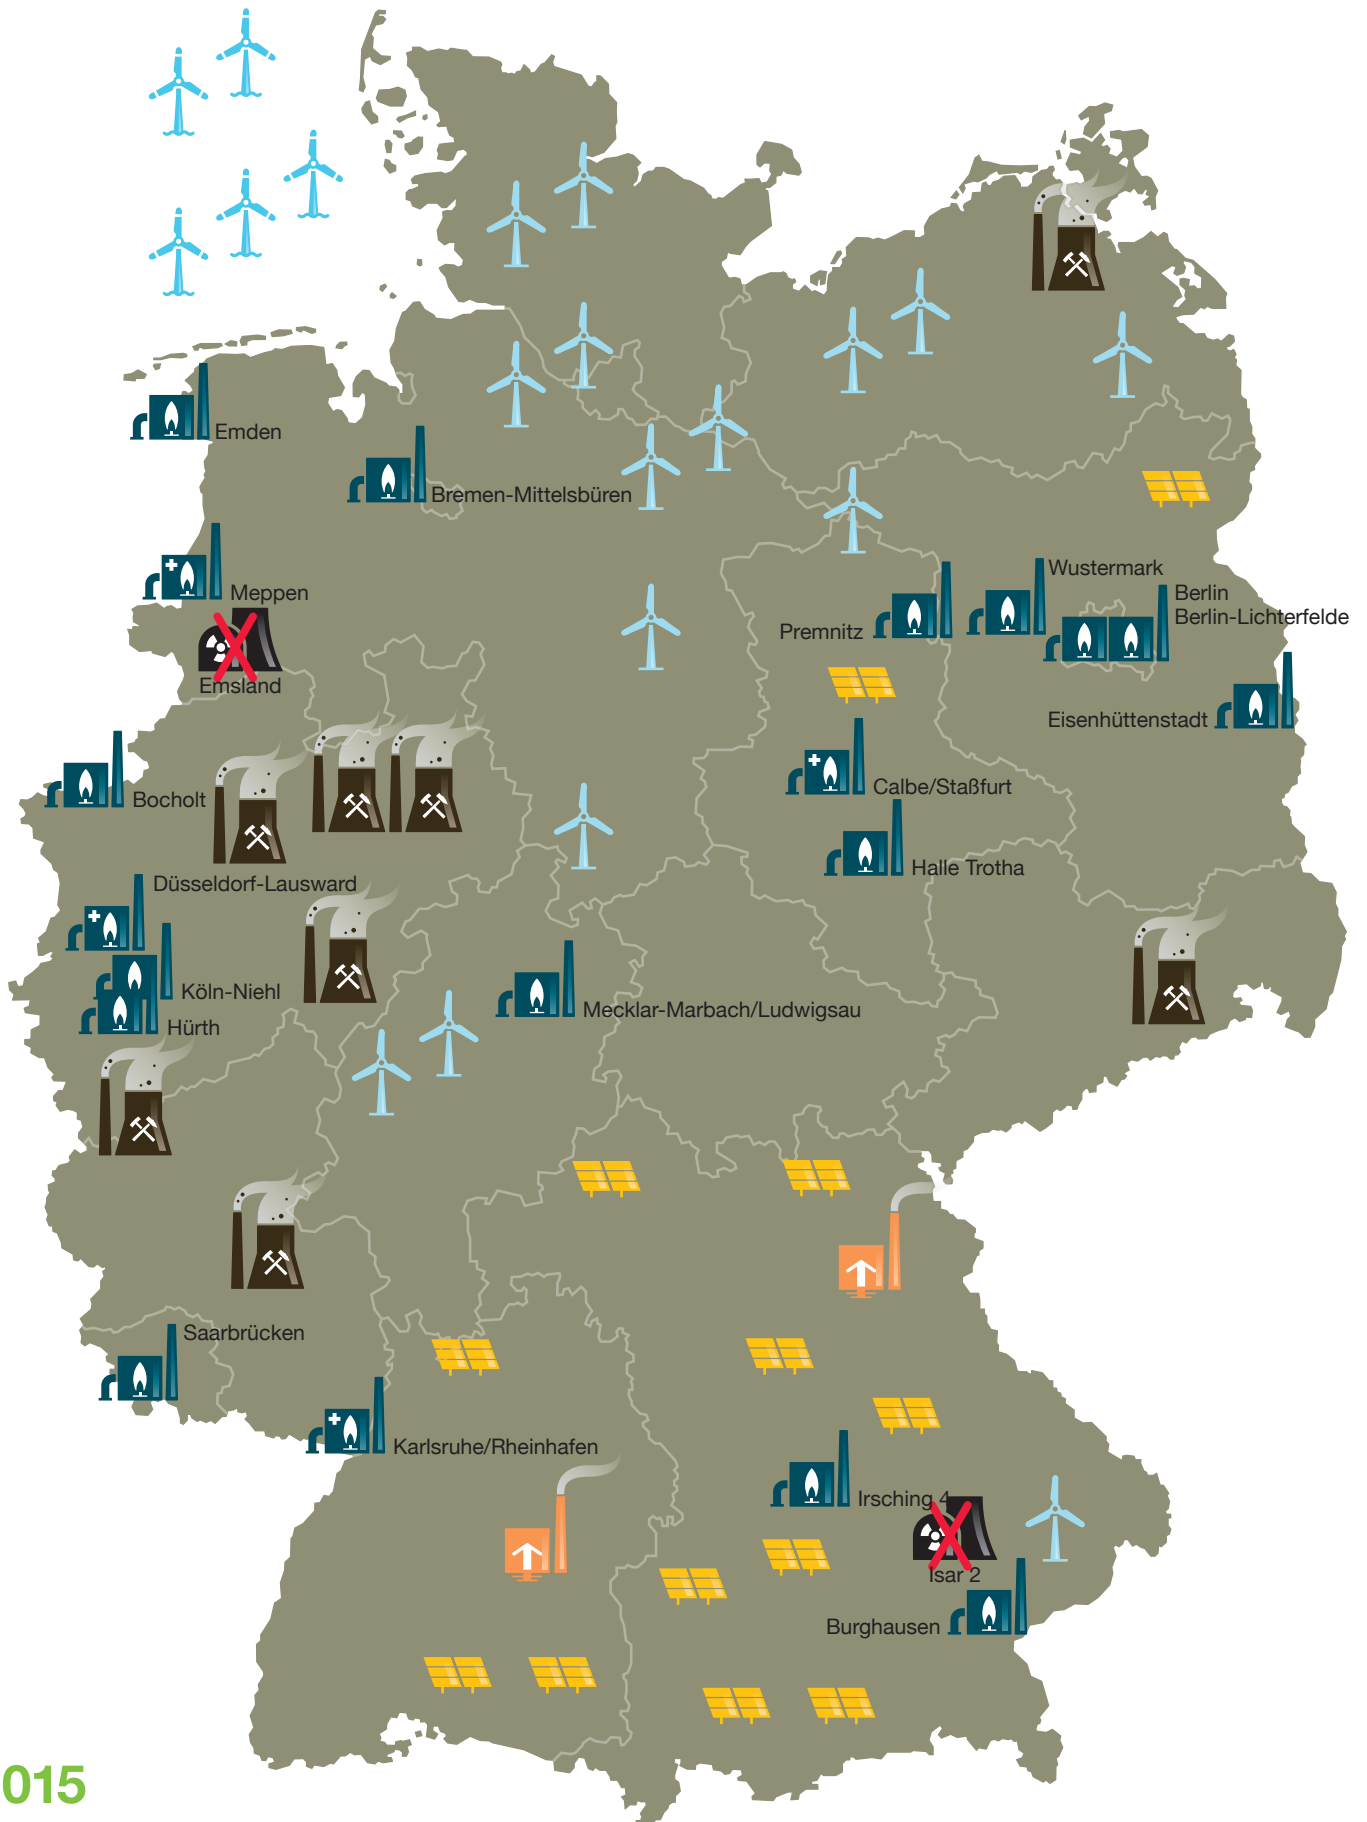 Emden
Bremen-Mittelsbüren
Meppen
Emsland
Wustermark
Berlin
Berlin-Lichterfelde
Premnitz
Eisenhüttenstadt
Bocholt
Calbe/Staßfurt
Halle Trotha
Düsseldorf-Lausward
Köln-Niehl
Hürth
Mecklar-Marbach/Ludwigsau
Saarbrücken
Karlsruhe/Rheinhafen
Irsching 4
Isar 2
Burghausen
015